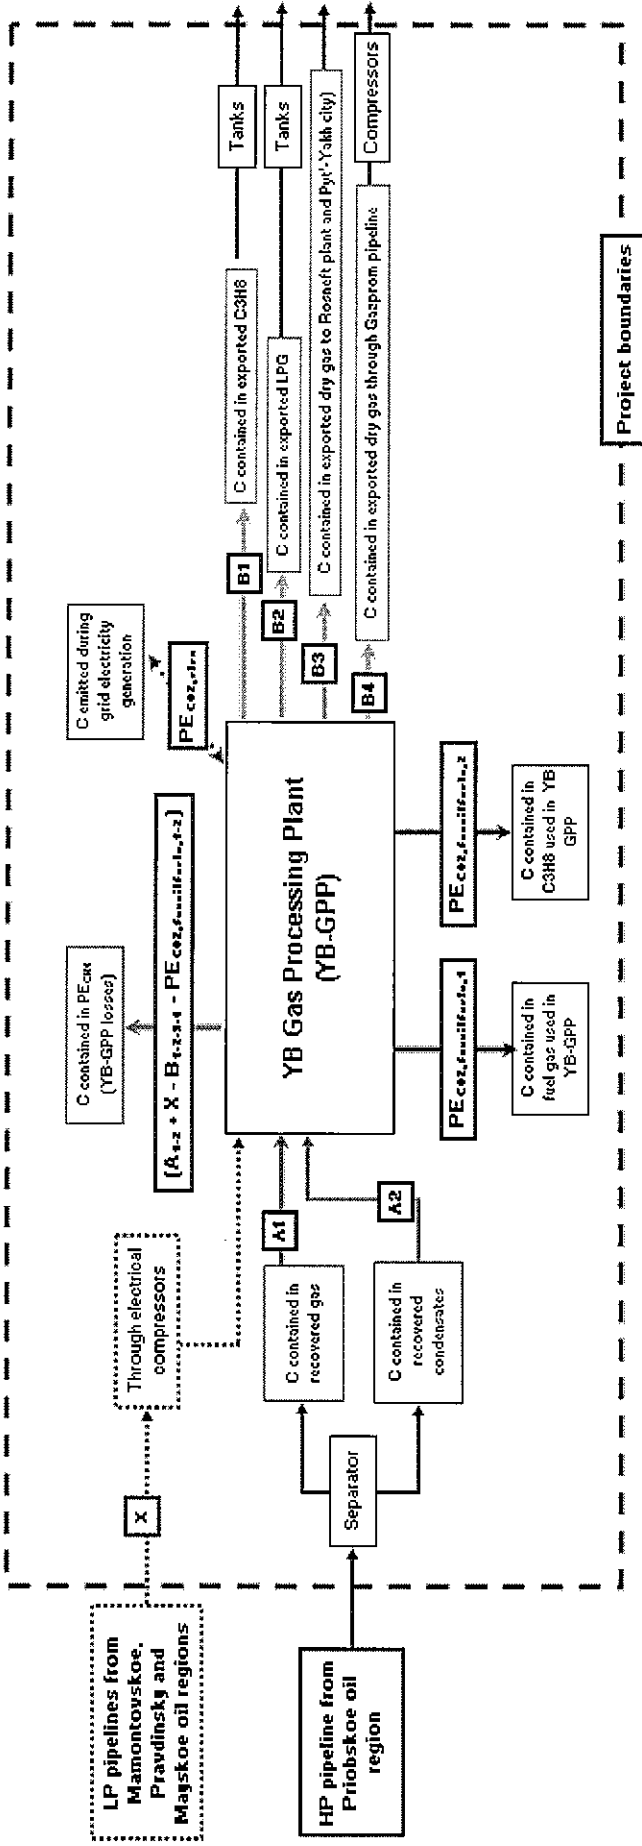 LP pipelines from
Mamontovskoe,
Pravdinsky and
Mayskoe oil regions
X
Through electrical
compressors
HP pipeline from
Priobskoe oil
region
Separator
C contained in
recovered gas
C contained in
recovered
condensates
A1
A2
C contained in PE CH4
(YB-GPP losses)
C emitted during
grid electricity
generation
YB Gas Processing Plant
(YB-GPP)
C contained in
fuel gas used in
YB-GPP
C contained in
C3H8 used in YB
GPP
B1
C contained in exported C3H8
Tanks
B2
C contained in exported LPG
Tanks
B3
C contained in exported dry gas to Rosneft plant and Pyt'-Yakh city)
B4
C contained in exported dry gas through Gazprom pipeline
Compressors
Project boundaries